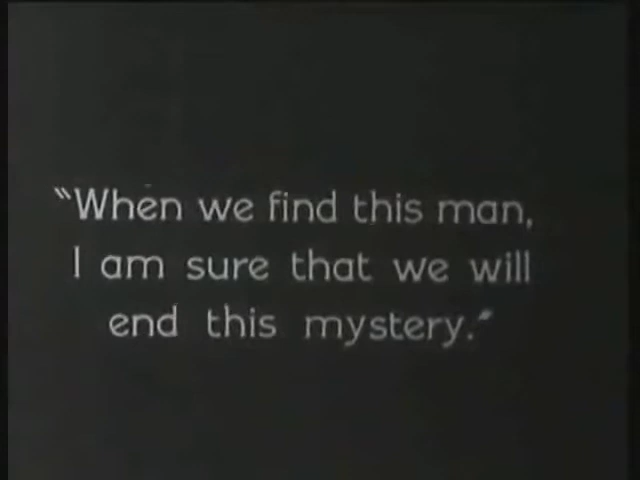 "When we find this man,
I am sure that we will
end this mystery."